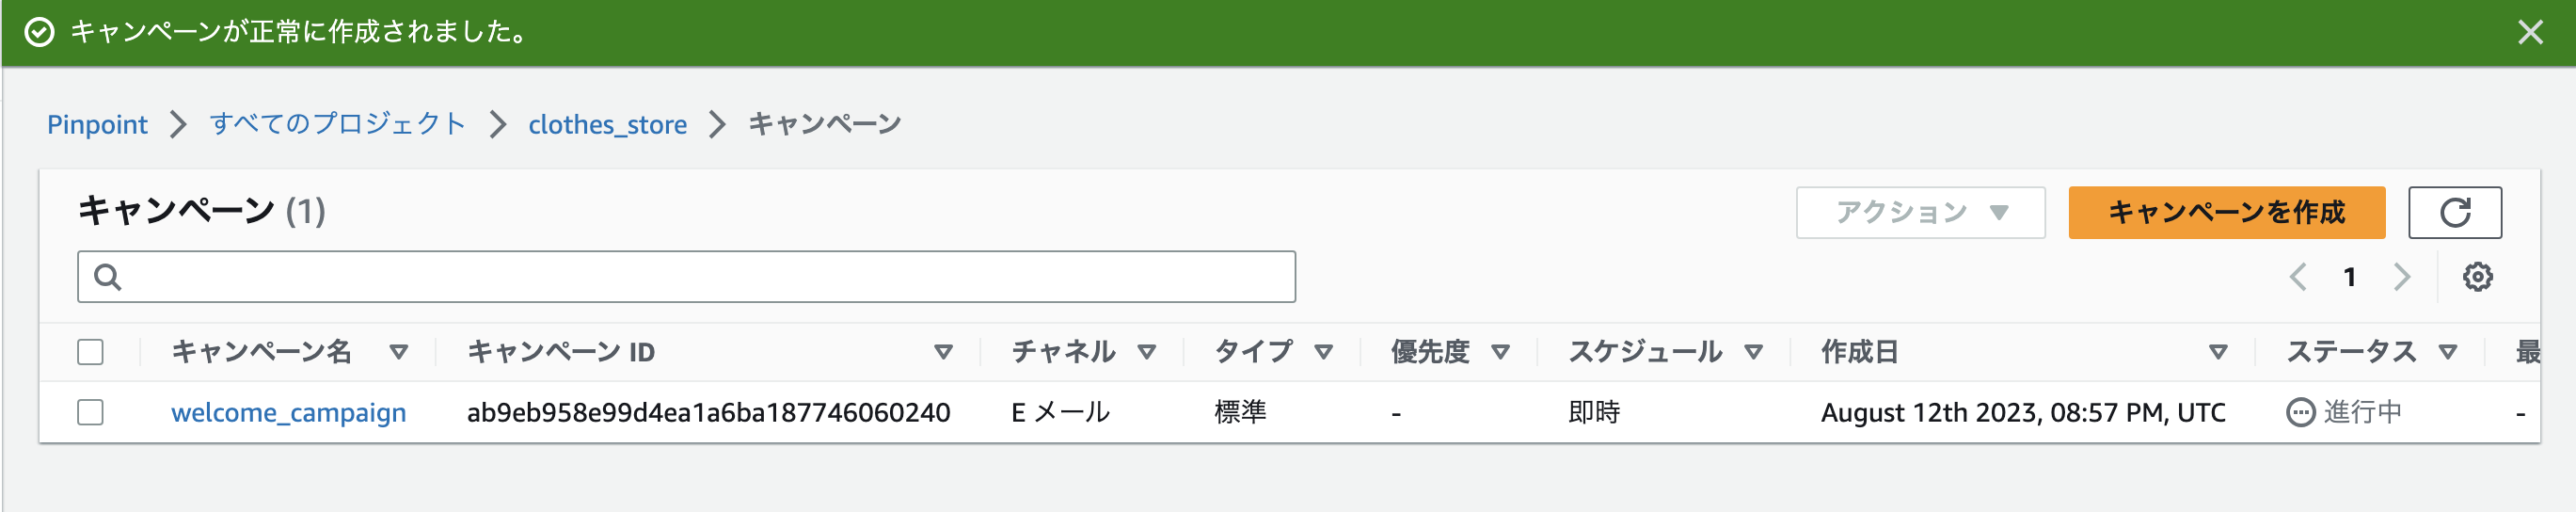 キャンペーンが正常に作成されました。
Pinpoint すべてのプロジェクト clothes_store キャンペーン
キャンペーン (1) アクション キャンペーンを作成
1
キャンペーン名 キャンペーン ID チャネル タイプ 優先度 スケジュール 作成日 ステータス 最
welcome_campaign ab9eb958e99d4ea1a6ba187746060240 E メール 標準 - 即時 August 12th 2023, 08:57 PM, UTC 進行中 -